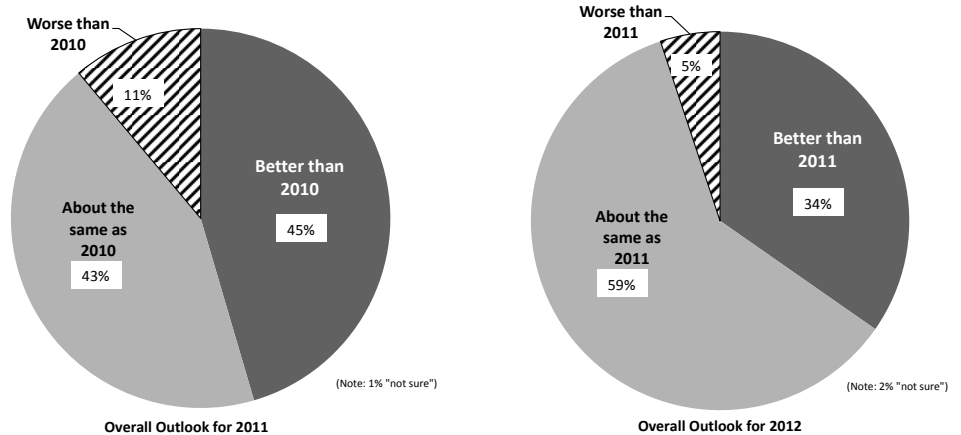 Worse than
2010
11%
Better than
2010
45%
About the
same as
2010
43%
(Note: 1% "not sure")
Overall Outlook for 2011
Worse than
2011
5%
Better than
2011
34%
About the
same as
2011
59%
(Note: 2% "not sure")
Overall Outlook for 2012